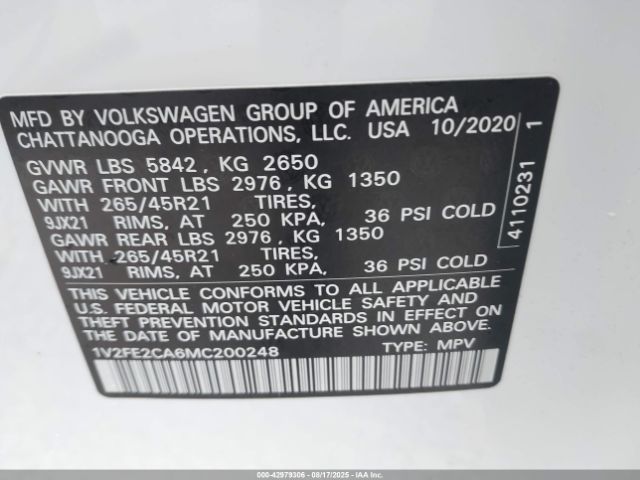 MFD BY VOLKSWAGEN GROUP OF AMERICA
CHATTANOOGA OPERATIONS, LLC. USA 10/2020
GVWR LBS 5842, KG 2650
GAWR FRONT LBS 2976, KG 1350
WITH 265/45R21 TIRES,
9JX21 RIMS, AT 250 KPA, 36 PSI COLD
GAWR REAR LBS 2976, KG 1350
WITH 265/45R21 TIRES,
9JX21 RIMS, AT 250 KPA, 36 PSI COLD
THIS VEHICLE CONFORMS TO ALL APPLICABLE
U.S. FEDERAL MOTOR VEHICLE SAFETY AND
THEFT PREVENTION STANDARDS IN EFFECT ON
THE DATE OF MANUFACTURE SHOWN ABOVE.
1V2FE2CA6MC200248 TYPE: MPV
4110231 1
000-42979306 - 08/17/2025 - IAAI.com